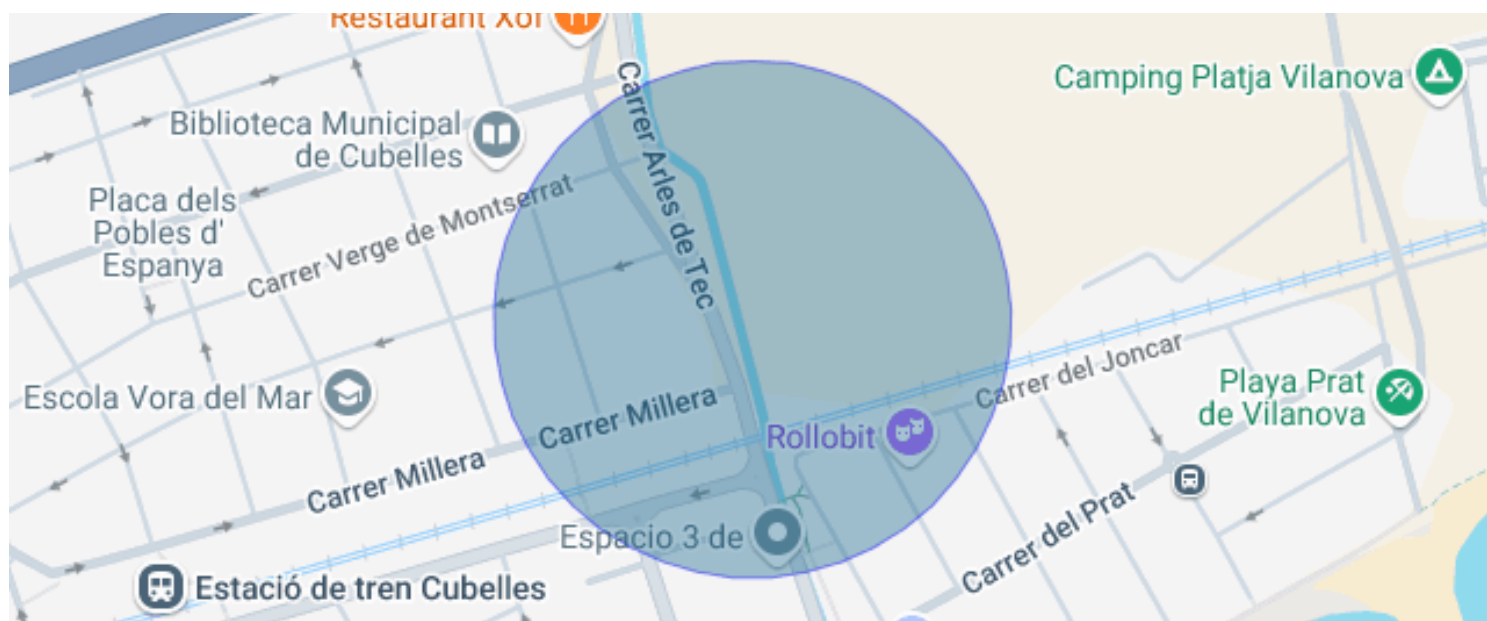 Restaurant Xof
Camping Platja Vilanova
Biblioteca Municipal
de Cubelles
Carrer Arles de Tec
Placa dels
Pobles d'
Espanya
Carrer Verge de Montserrat
Escola Vora del Mar
Carrer Millera
Carrer del Joncar
Playa Prat
de Vilanova
Rollobit
Carrer Millera
Carrer del Prat
Espacio 3 de
Estació de tren Cubelles